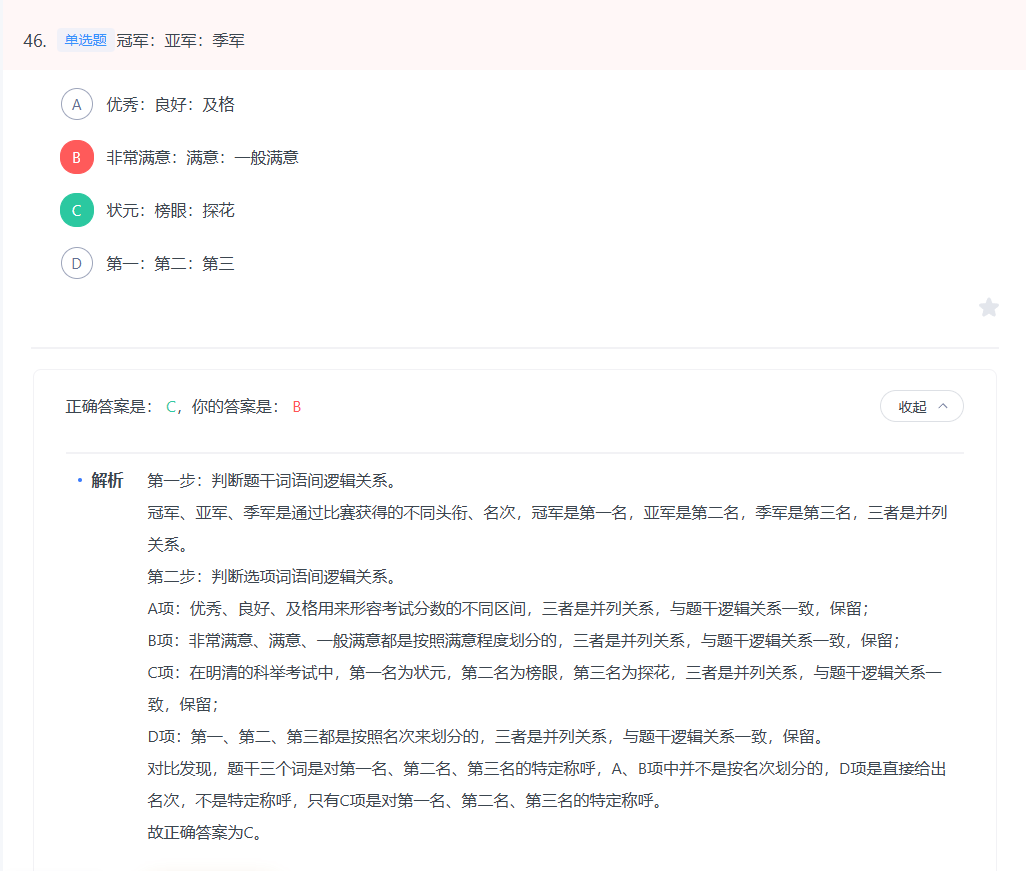 46. 单选题 冠军：亚军：季军
A 优秀：良好：及格
B 非常满意：满意：一般满意
C 状元：榜眼：探花
D 第一：第二：第三
正确答案是： C，你的答案是： B
收起
解析 第一步：判断题干词语间逻辑关系。
冠军、亚军、季军是通过比赛获得的不同头衔、名次，冠军是第一名，亚军是第二名，季军是第三名，三者是并列
关系。
第二步：判断选项词语间逻辑关系。
A项：优秀、良好、及格用来形容考试分数的不同区间，三者是并列关系，与题干逻辑关系一致，保留；
B项：非常满意、满意、一般满意都是按照满意程度划分的，三者是并列关系，与题干逻辑关系一致，保留；
C项：在明清的科举考试中，第一名为状元，第二名为榜眼，第三名为探花，三者是并列关系，与题干逻辑关系一
致，保留；
D项：第一、第二、第三都是按照名次来划分的，三者是并列关系，与题干逻辑关系一致，保留。
对比发现，题干三个词是对第一名、第二名、第三名的特定称呼，A、B项中并不是按名次划分的，D项是直接给出
名次，不是特定称呼，只有C项是对第一名、第二名、第三名的特定称呼。
故正确答案为C。